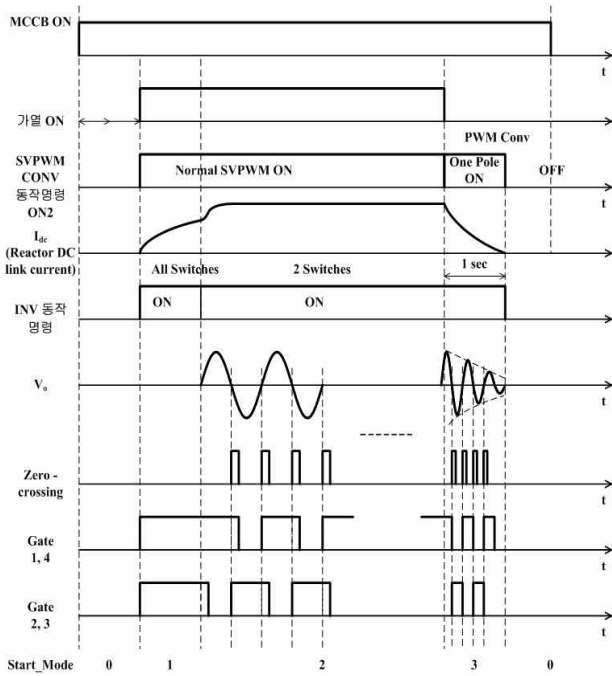 MCCB ON
t
가열 ON
t
PWM Conv
SVPWM
CONV
동작명령
ON2
Normal SVPWM ON
One Pole
ON
OFF
t
I_dc
(Reactor DC
link current)
t
All Switches
2 Switches
1 sec
INV 동작
명령
ON
ON
t
V_o
t
Zero -
crossing
t
Gate
1, 4
t
Gate
2, 3
t
Start_Mode
0
1
2
3
0